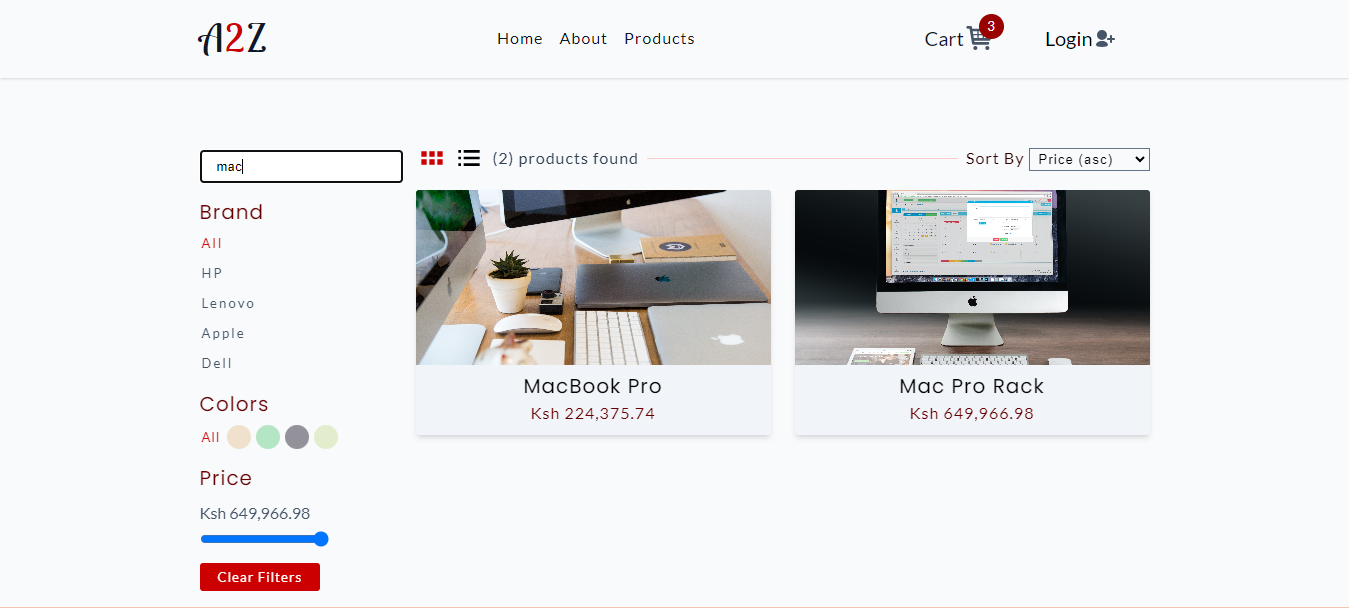 A2Z
Home About Products
Cart 3
Login
mac
Brand
All
HP
Lenovo
Apple
Dell
Colors
All
Price
Ksh 649,966.98
Clear Filters
(2) products found
Sort By Price (asc)
MacBook Pro
Ksh 224,375.74
Mac Pro Rack
Ksh 649,966.98